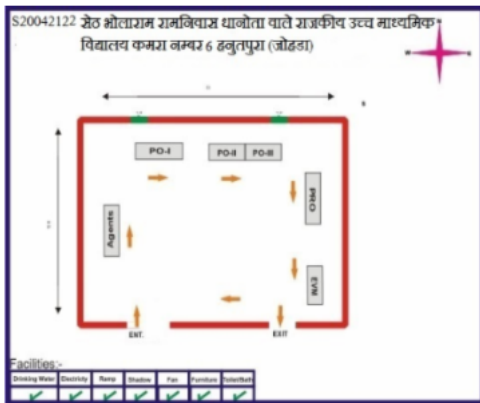 S20042122 सेठ भोलाराम रामनिवास धानोता वाले राजकीय उच्च माध्यमिक
विद्यालय कमरा नम्बर 6 हनुतपुरा (जोहडा)
PO-I
PO-II PO-III
PRO
Agents
EVM
ENT.
EXIT
Facilities:-
Drinking Water Electricity Ramp Shadow Fan Furniture Toilet/Bath